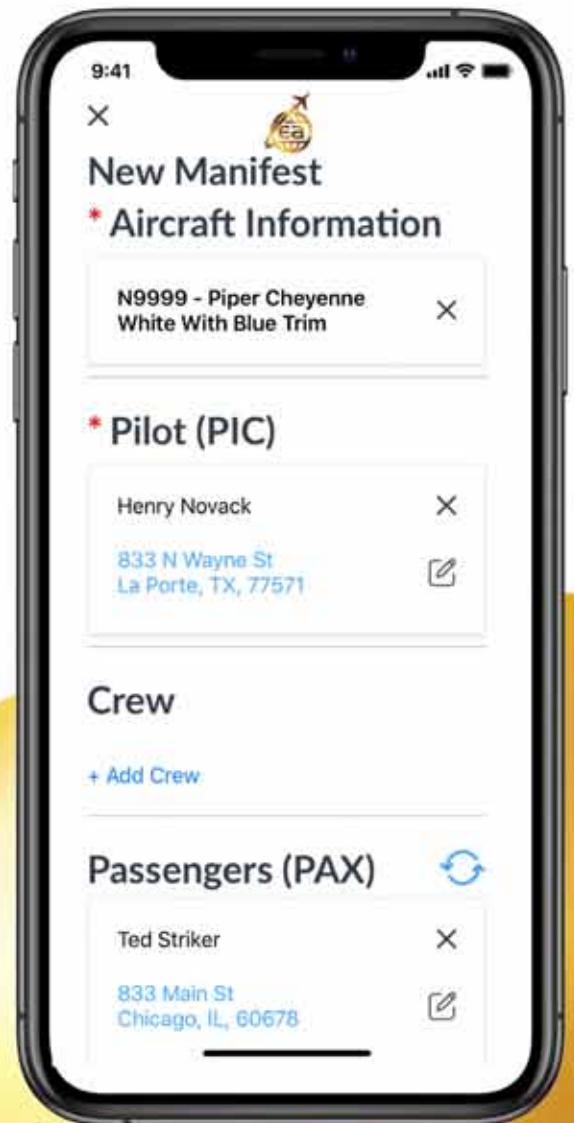 9:41
ea
New Manifest
* Aircraft Information
N9999 - Piper Cheyenne
White With Blue Trim
* Pilot (PIC)
Henry Novack
833 N Wayne St
La Porte, TX, 77571
Crew
+ Add Crew
Passengers (PAX)
Ted Striker
833 Main St
Chicago, IL, 60678